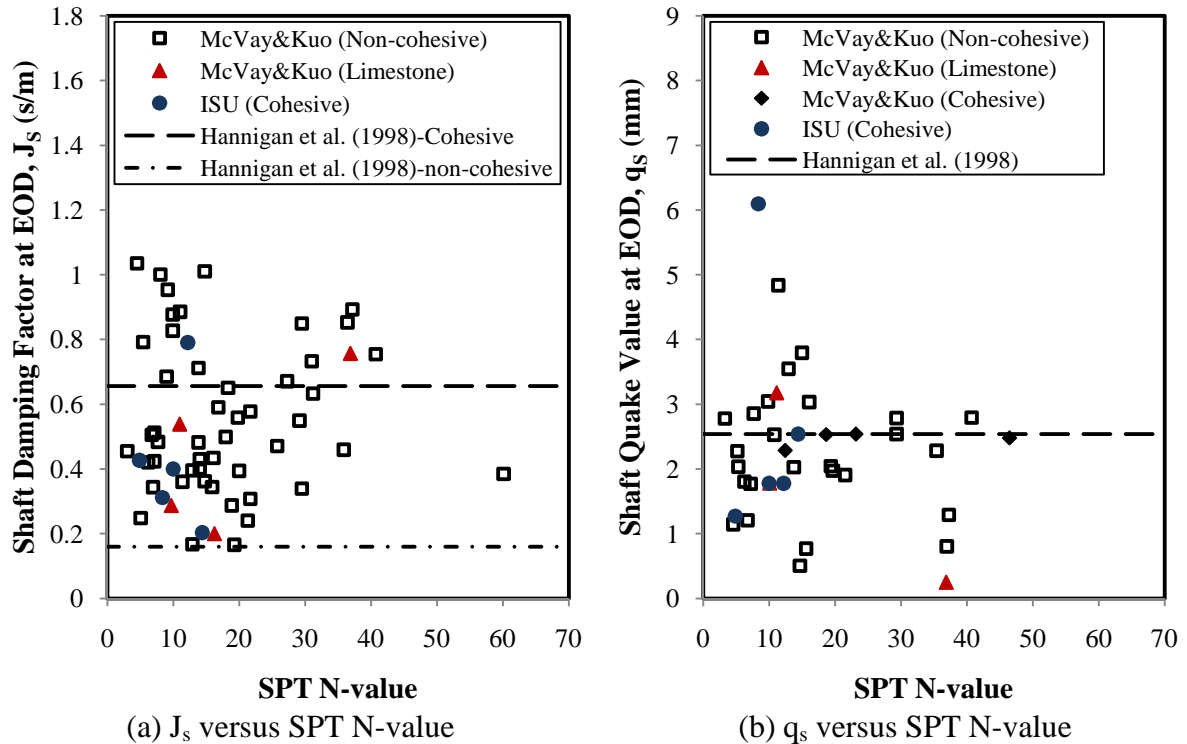 Shaft Damping Factor at EOD, Js (s/m)
1.8
1.6
1.4
1.2
1
0.8
0.6
0.4
0.2
0
McVay&Kuo (Non-cohesive)
McVay&Kuo (Limestone)
ISU (Cohesive)
Hannigan et al. (1998)-Cohesive
Hannigan et al. (1998)-non-cohesive
0 10 20 30 40 50 60 70
SPT N-value
(a) Js versus SPT N-value
Shaft Quake Value at EOD, qs (mm)
9
8
7
6
5
4
3
2
1
0
McVay&Kuo (Non-cohesive)
McVay&Kuo (Limestone)
McVay&Kuo (Cohesive)
ISU (Cohesive)
Hannigan et al. (1998)
0 10 20 30 40 50 60 70
SPT N-value
(b) qs versus SPT N-value